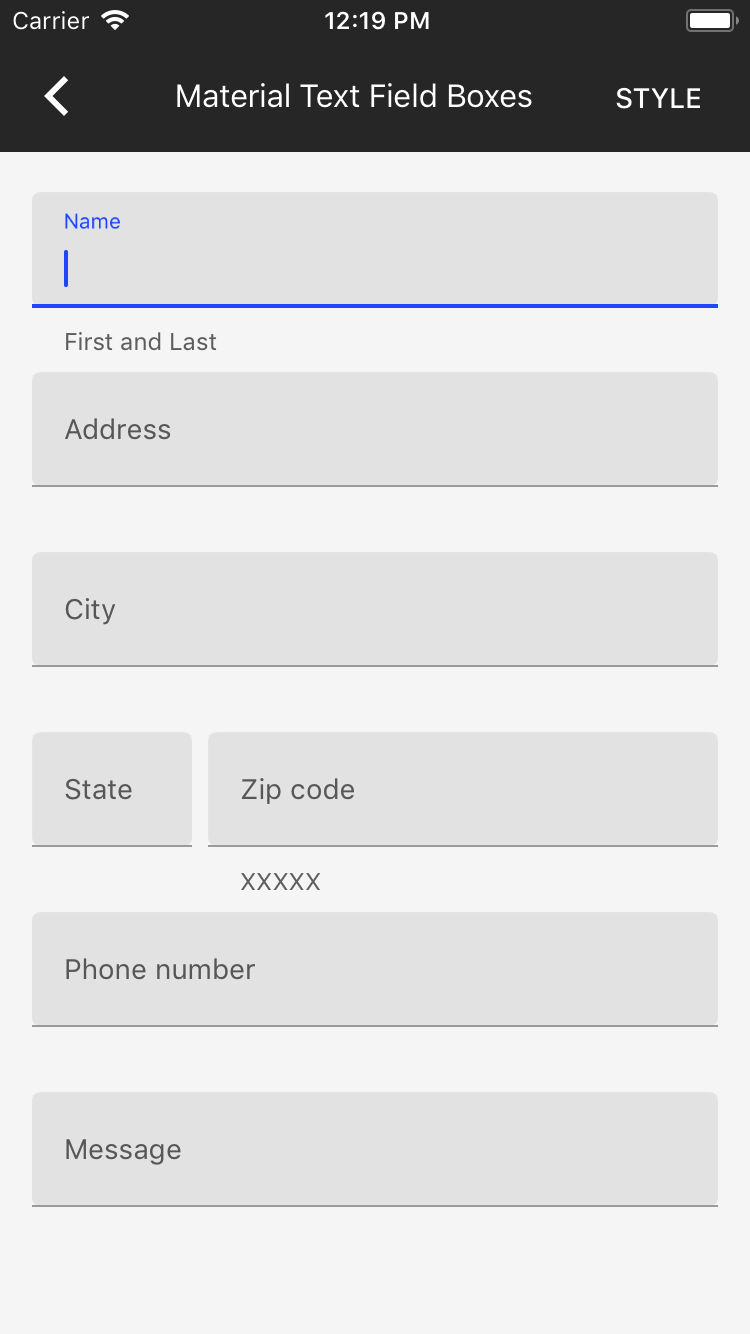 Carrier 12:19 PM
Material Text Field Boxes STYLE
Name
First and Last
Address
City
State Zip code
XXXXX
Phone number
Message